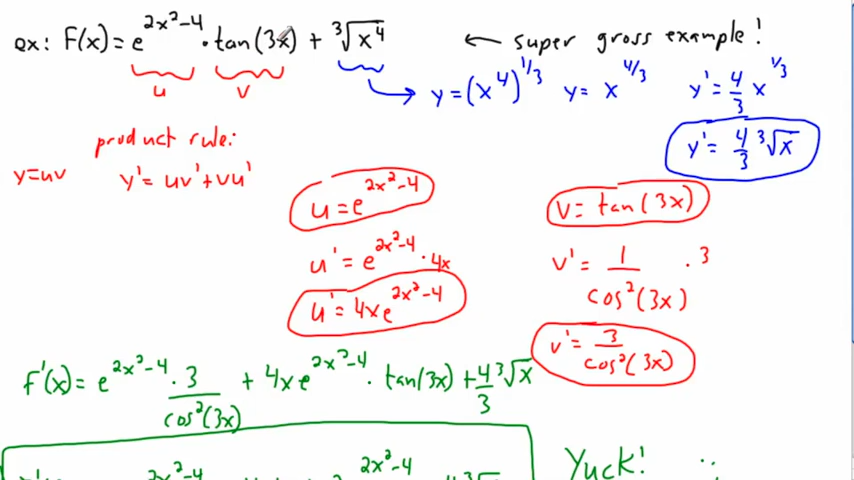 ex: F(x) = e^(2x²-4) · tan(3x) + ∛(x⁴) ← super gross example!
u v y = (x⁴)^(1/3) y = x^(4/3) y' = 4/3 x^(1/3)
product rule: y' = 4/3 ∛x
y=uv y' = uv' + vu'
u = e^(2x²-4) v = tan(3x)
u' = e^(2x²-4) · 4x v' = 1/cos²(3x) · 3
u' = 4xe^(2x²-4) v' = 3/cos²(3x)
F'(x) = e^(2x²-4) · 3/cos²(3x) + 4xe^(2x²-4) · tan(3x) + 4/3 ∛x
Yuck!